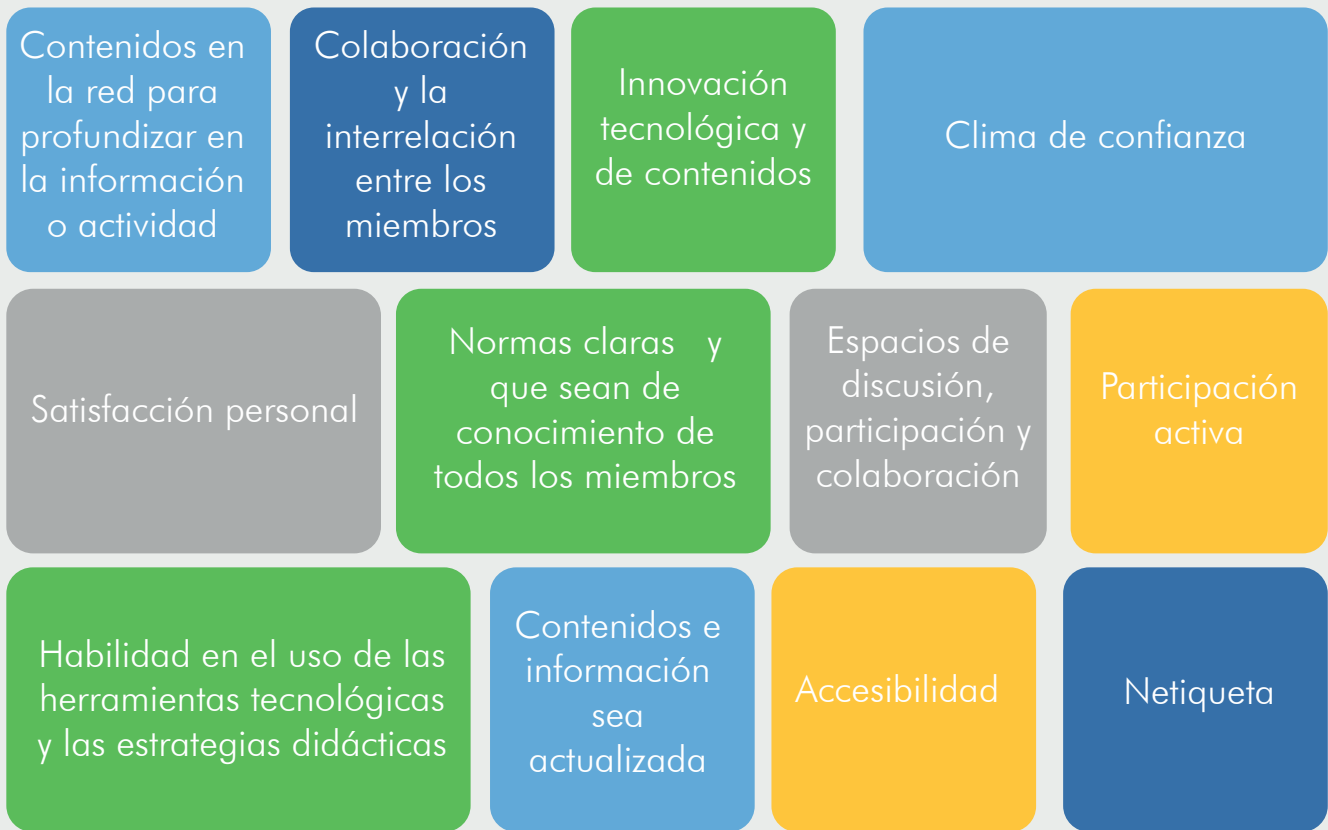 Contenidos en
la red para
profundizar en
la información
o actividad
Colaboración
y la
interrelación
entre los
miembros
Innovación
tecnológica y
de contenidos
Clima de confianza
Satisfacción personal
Normas claras   y
que sean de
conocimiento de
todos los miembros
Espacios de
discusión,
participación y
colaboración
Participación
activa
Habilidad en el uso de las
herramientas tecnológicas
y las estrategias didácticas
Contenidos e
información
sea
actualizada
Accesibilidad
Netiqueta